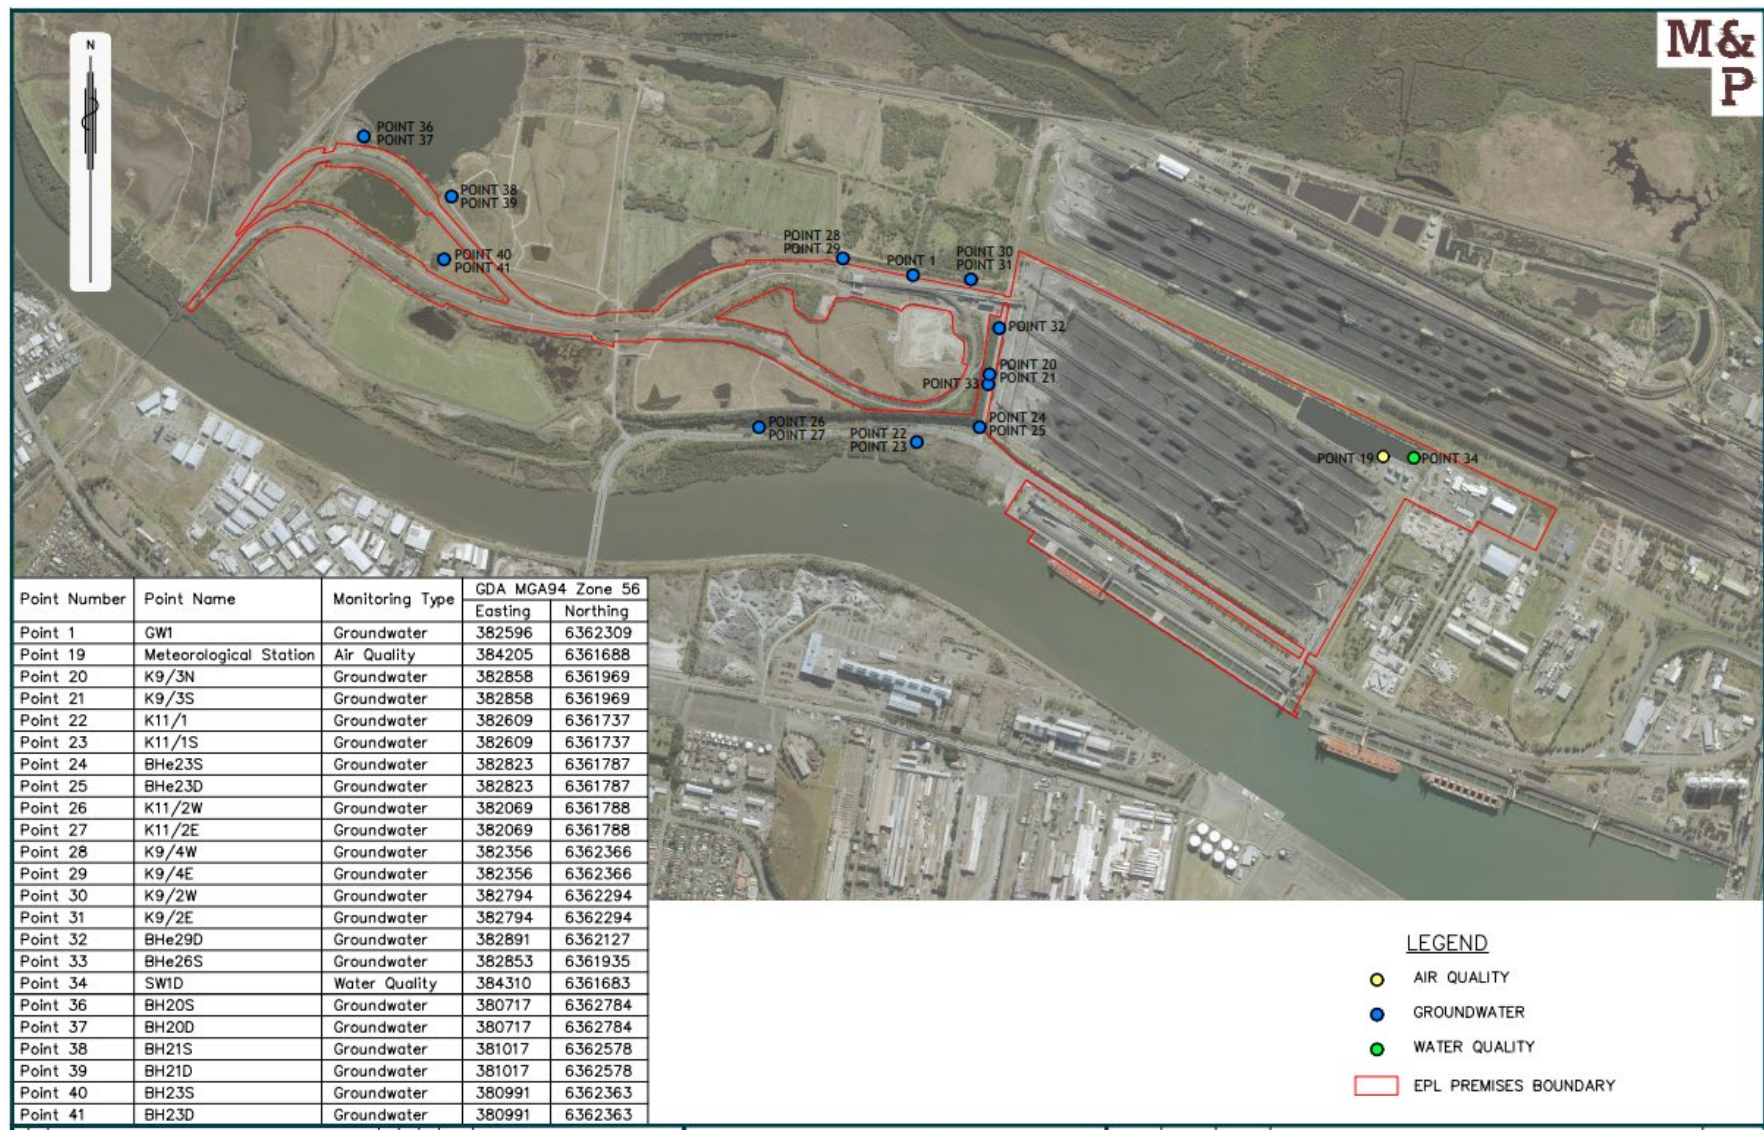 M&
P
N
POINT 36
POINT 37
POINT 38
POINT 39
POINT 40
POINT 41
POINT 28
POINT 29
POINT 1
POINT 30
POINT 31
POINT 32
POINT 20
POINT 33
POINT 21
POINT 26
POINT 27
POINT 22
POINT 23
POINT 24
POINT 25
POINT 19
POINT 34
Point Number Point Name Monitoring Type GDA MGA94 Zone 56
Easting Northing
Point 1 GW1 Groundwater 382596 6362309
Point 19 Meteorological Station Air Quality 384205 6361688
Point 20 K9/3N Groundwater 382858 6361969
Point 21 K9/3S Groundwater 382858 6361969
Point 22 K11/1 Groundwater 382609 6361737
Point 23 K11/1S Groundwater 382609 6361737
Point 24 BHe23S Groundwater 382823 6361787
Point 25 BHe23D Groundwater 382823 6361787
Point 26 K11/2W Groundwater 382069 6361788
Point 27 K11/2E Groundwater 382069 6361788
Point 28 K9/4W Groundwater 382356 6362366
Point 29 K9/4E Groundwater 382356 6362366
Point 30 K9/2W Groundwater 382794 6362294
Point 31 K9/2E Groundwater 382794 6362294
Point 32 BHe29D Groundwater 382891 6362127
Point 33 BHe26S Groundwater 382853 6361935
Point 34 SW1D Water Quality 384310 6361683
Point 36 BH20S Groundwater 380717 6362784
Point 37 BH20D Groundwater 380717 6362784
Point 38 BH21S Groundwater 381017 6362578
Point 39 BH21D Groundwater 381017 6362578
Point 40 BH23S Groundwater 380991 6362363
Point 41 BH23D Groundwater 380991 6362363
LEGEND
AIR QUALITY
GROUNDWATER
WATER QUALITY
EPL PREMISES BOUNDARY